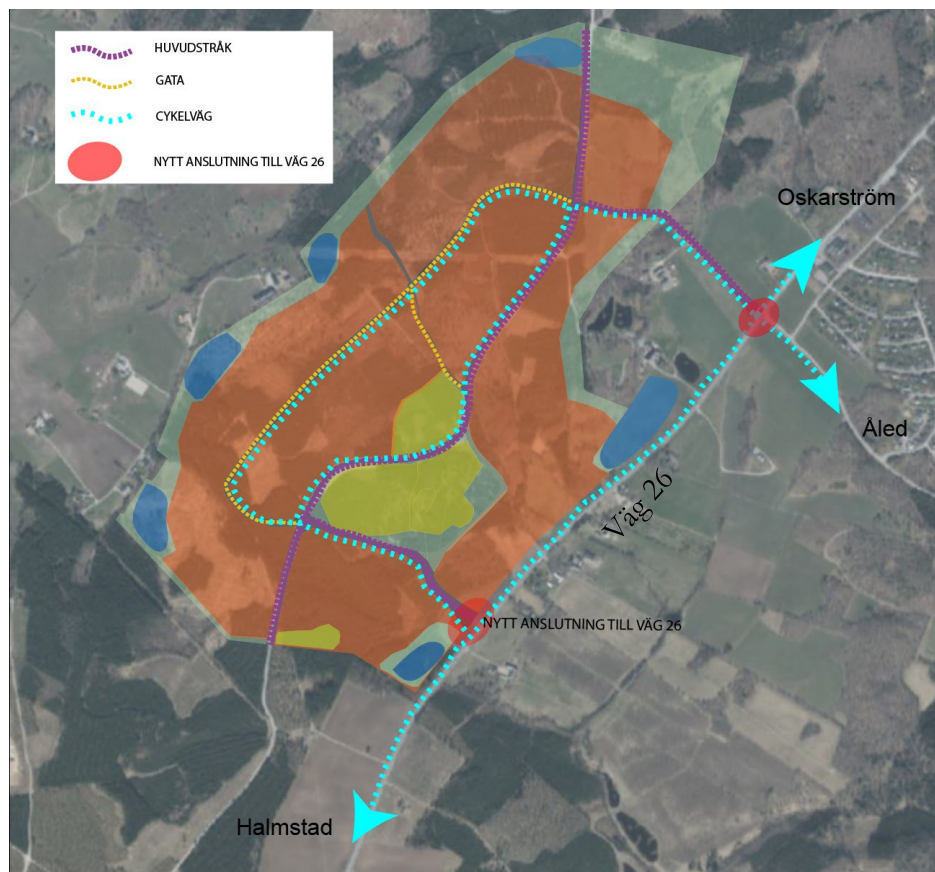 HUVUDSTRÅK
GATA
CYKELVÄG
NYTT ANSLUTNING TILL VÄG 26
Oskarström
Åled
Väg 26
NYTT ANSLUTNING TILL VÄG 26
Halmstad